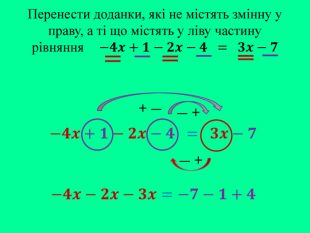 Перенести доданки, які не містять змінну у
праву, а ті що містять у ліву частину
рівняння −4x + 1 − 2x − 4 = 3x − 7
+ — — +
−4x + 1 − 2x − 4 = 3x − 7
— +
−4x − 2x − 3x = −7 − 1 + 4